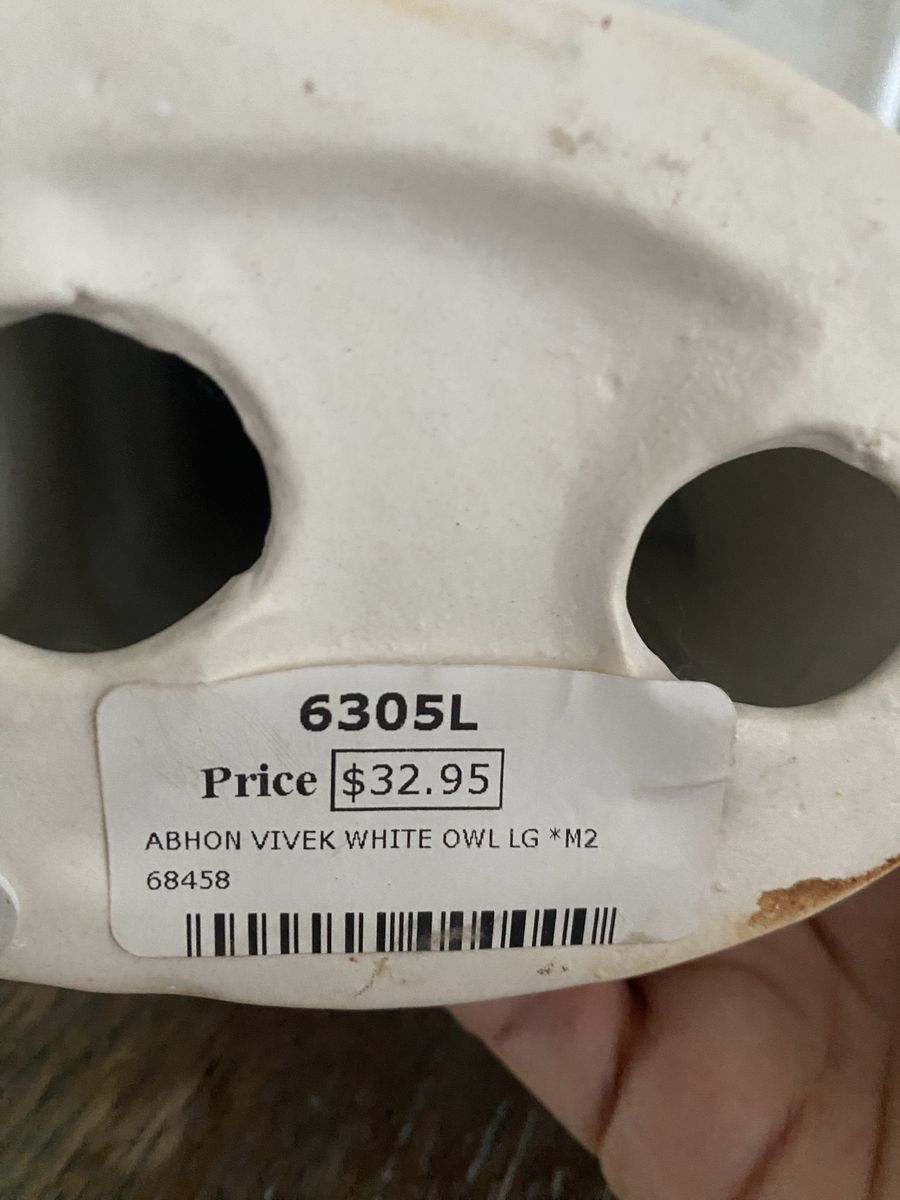 6305L
Price $32.95
ABHON VIVEK WHITE OWL LG *M2
68458